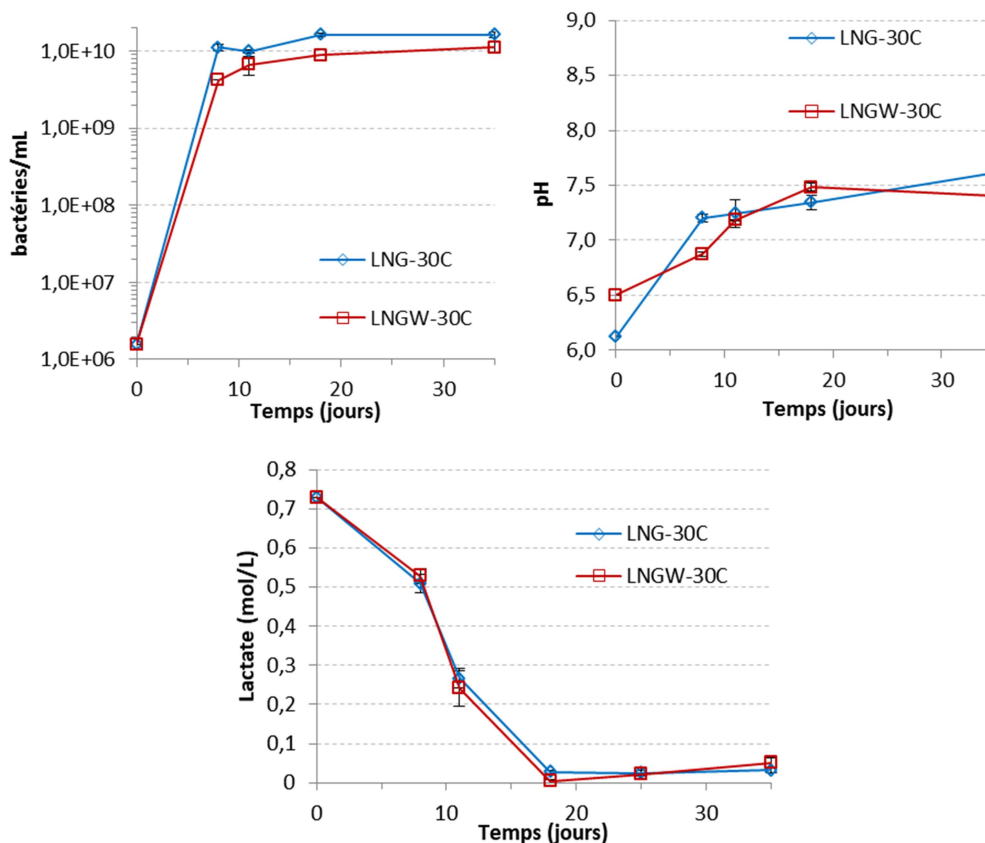 bactéries/mL
1,0E+10
1,0E+09
1,0E+08
1,0E+07
1,0E+06
LNG-30C
LNGW-30C
0 10 20 30
Temps (jours)
pH
9,0
8,5
8,0
7,5
7,0
6,5
6,0
LNG-30C
LNGW-30C
0 10 20 30
Temps (jours)
Lactate (mol/L)
0,8
0,7
0,6
0,5
0,4
0,3
0,2
0,1
0
LNG-30C
LNGW-30C
0 10 20 30
Temps (jours)